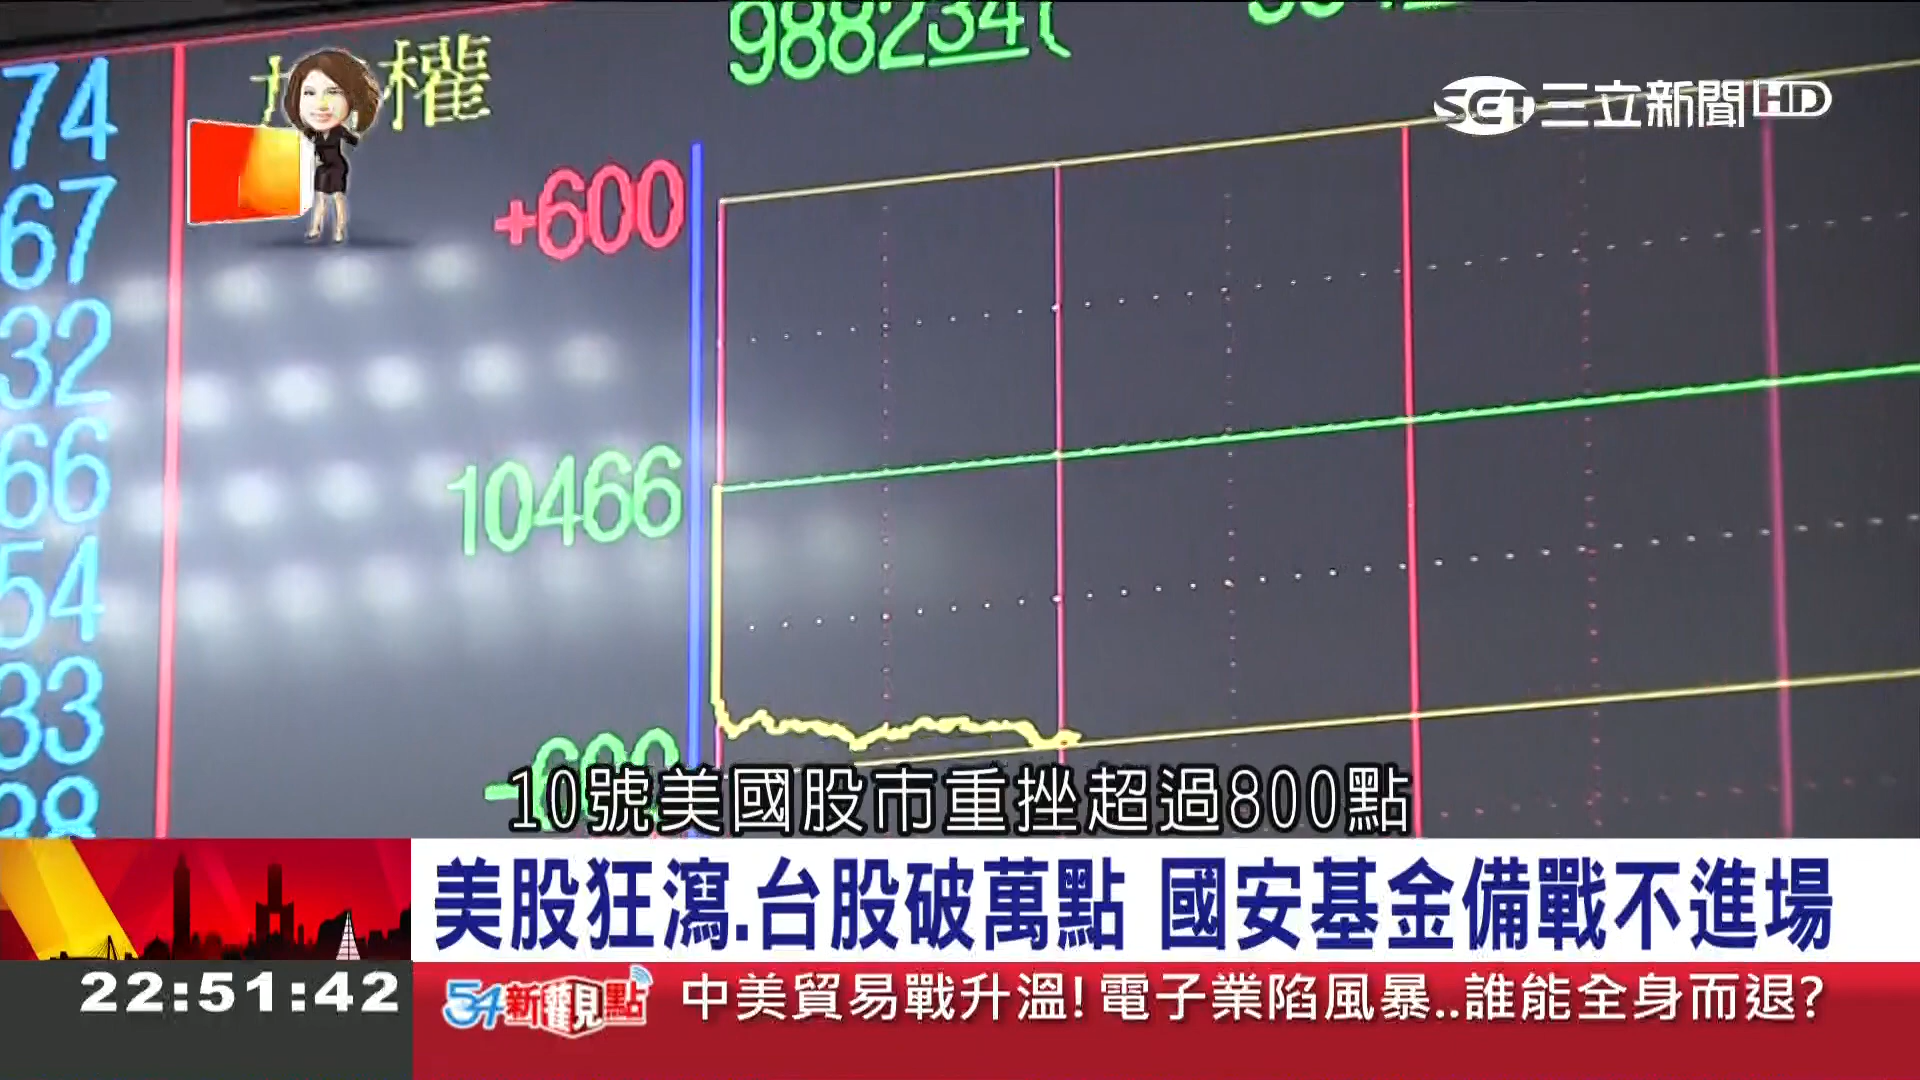 74
67
32
66
54
33
權
988234
SET三立新聞HD
+600
10466
-600
10號美國股市重挫超過800點
美股狂瀉.台股破萬點 國安基金備戰不進場
22:51:42
54新觀點
中美貿易戰升溫!電子業陷風暴..誰能全身而退?